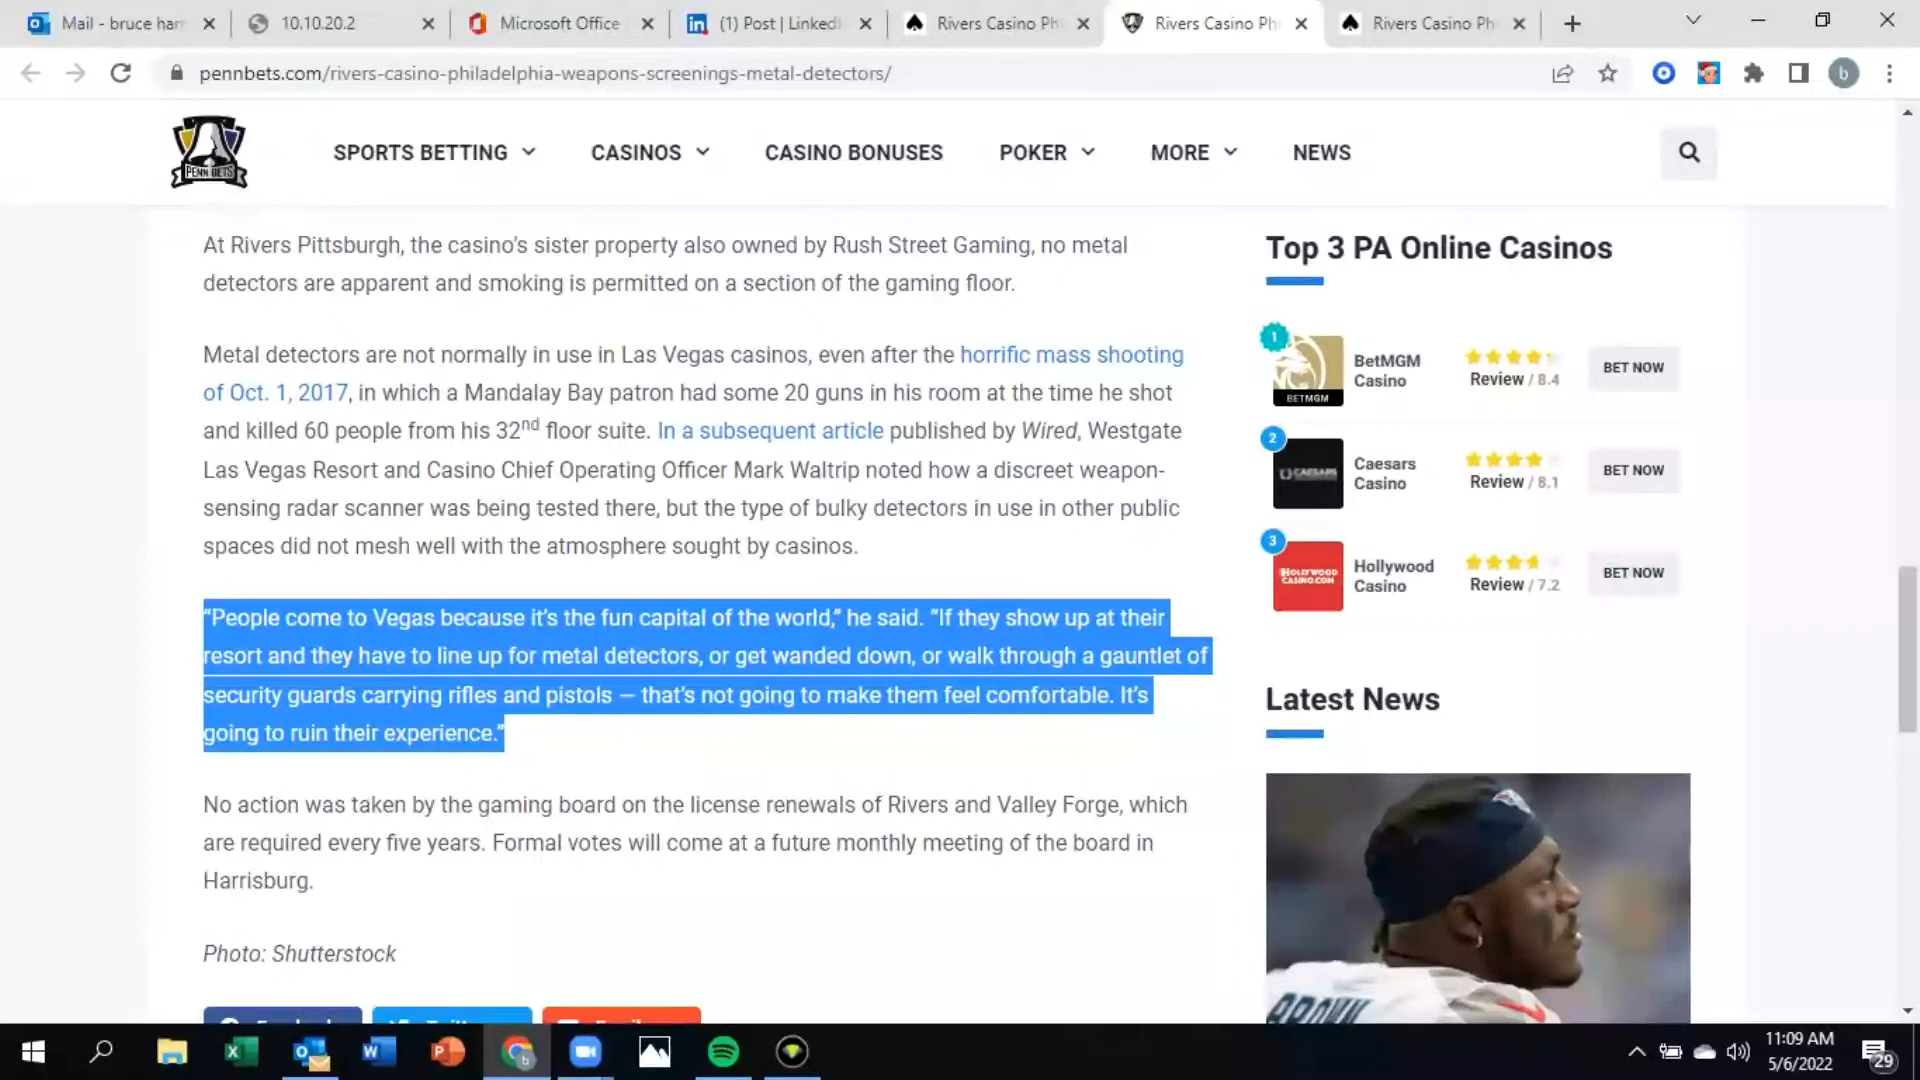 Mail - bruce har
10.10.20.2
Microsoft Office
(1) Post | LinkedI
Rivers Casino Ph
Rivers Casino Ph
Rivers Casino Ph
pennbets.com/rivers-casino-philadelphia-weapons-screenings-metal-detectors/
b
PENN BETS
SPORTS BETTING
CASINOS
CASINO BONUSES
POKER
MORE
NEWS
At Rivers Pittsburgh, the casino's sister property also owned by Rush Street Gaming, no metal
detectors are apparent and smoking is permitted on a section of the gaming floor.
Metal detectors are not normally in use in Las Vegas casinos, even after the horrific mass shooting
of Oct. 1, 2017, in which a Mandalay Bay patron had some 20 guns in his room at the time he shot
and killed 60 people from his 32nd floor suite. In a subsequent article published by Wired, Westgate
Las Vegas Resort and Casino Chief Operating Officer Mark Waltrip noted how a discreet weapon-
sensing radar scanner was being tested there, but the type of bulky detectors in use in other public
spaces did not mesh well with the atmosphere sought by casinos.
“People come to Vegas because it's the fun capital of the world,” he said. “If they show up at their
resort and they have to line up for metal detectors, or get wanded down, or walk through a gauntlet of
security guards carrying rifles and pistols — that's not going to make them feel comfortable. It's
going to ruin their experience.”
No action was taken by the gaming board on the license renewals of Rivers and Valley Forge, which
are required every five years. Formal votes will come at a future monthly meeting of the board in
Harrisburg.
Photo: Shutterstock
Top 3 PA Online Casinos
1
BETMGM
BetMGM
Casino
Review / 8.4
BET NOW
2
CAESARS
Caesars
Casino
Review / 8.1
BET NOW
3
HOLLYWOOD
CASINO.COM
Hollywood
Casino
Review / 7.2
BET NOW
Latest News
BROWN
11:09 AM
5/6/2022
29